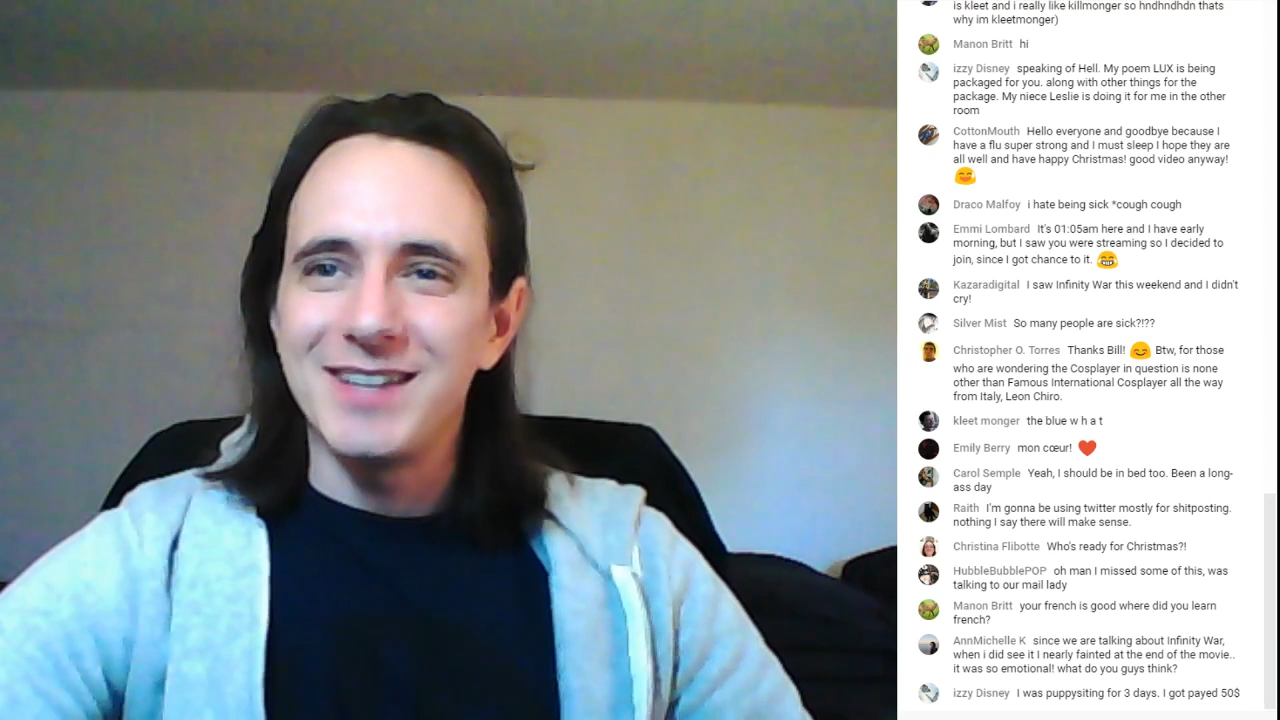 is kleet and i really like killmonger so hndhndhdn thats
why im kleetmonger)
Manon Britt hi
izzy Disney speaking of Hell. My poem LUX is being
packaged for you. along with other things for the
package. My niece Leslie is doing it for me in the other
room
CottonMouth Hello everyone and goodbye because I
have a flu super strong and I must sleep I hope they are
all well and have happy Christmas! good video anyway!
Draco Malfoy i hate being sick *cough cough
Emmi Lombard It's 01:05am here and I have early
morning, but I saw you were streaming so I decided to
join, since I got chance to it.
Kazaradigital I saw Infinity War this weekend and I didn't
cry!
Silver Mist So many people are sick?!??
Christopher O. Torres Thanks Bill! Btw, for those
who are wondering the Cosplayer in question is none
other than Famous International Cosplayer all the way
from Italy, Leon Chiro.
kleet monger the blue w h a t
Emily Berry mon cœur!
Carol Semple Yeah, I should be in bed too. Been a long-
ass day
Raith I'm gonna be using twitter mostly for shitposting.
nothing I say there will make sense.
Christina Flibotte Who's ready for Christmas?!
HubbleBubblePOP oh man I missed some of this, was
talking to our mail lady
Manon Britt your french is good where did you learn
french?
AnnMichelle K since we are talking about Infinity War,
when i did see it I nearly fainted at the end of the movie..
it was so emotional! what do you guys think?
izzy Disney I was puppysiting for 3 days. I got payed 50$